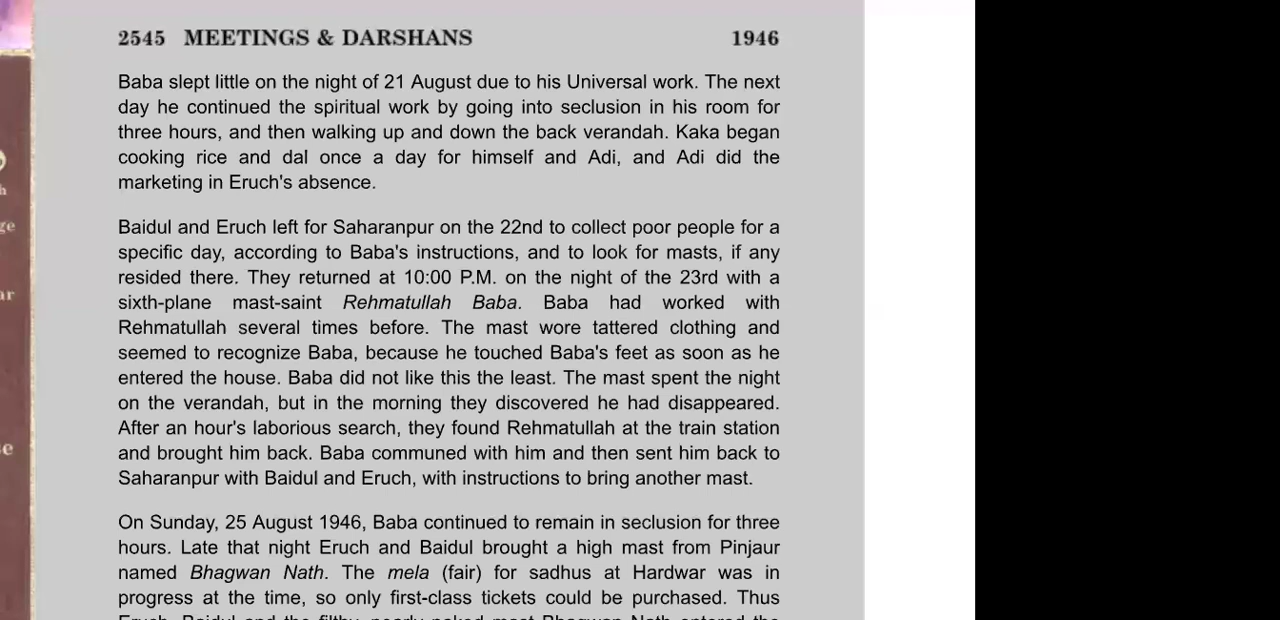 2545 MEETINGS & DARSHANS 1946
Baba slept little on the night of 21 August due to his Universal work. The next
day he continued the spiritual work by going into seclusion in his room for
three hours, and then walking up and down the back verandah. Kaka began
cooking rice and dal once a day for himself and Adi, and Adi did the
marketing in Eruch's absence.
Baidul and Eruch left for Saharanpur on the 22nd to collect poor people for a
specific day, according to Baba's instructions, and to look for masts, if any
resided there. They returned at 10:00 P.M. on the night of the 23rd with a
sixth-plane mast-saint Rehmatullah Baba. Baba had worked with
Rehmatullah several times before. The mast wore tattered clothing and
seemed to recognize Baba, because he touched Baba's feet as soon as he
entered the house. Baba did not like this the least. The mast spent the night
on the verandah, but in the morning they discovered he had disappeared.
After an hour's laborious search, they found Rehmatullah at the train station
and brought him back. Baba communed with him and then sent him back to
Saharanpur with Baidul and Eruch, with instructions to bring another mast.
On Sunday, 25 August 1946, Baba continued to remain in seclusion for three
hours. Late that night Eruch and Baidul brought a high mast from Pinjaur
named Bhagwan Nath. The mela (fair) for sadhus at Hardwar was in
progress at the time, so only first-class tickets could be purchased. Thus
Eruch, Baidul and the filthy, nearly naked mast Bhagwan Nath entered the